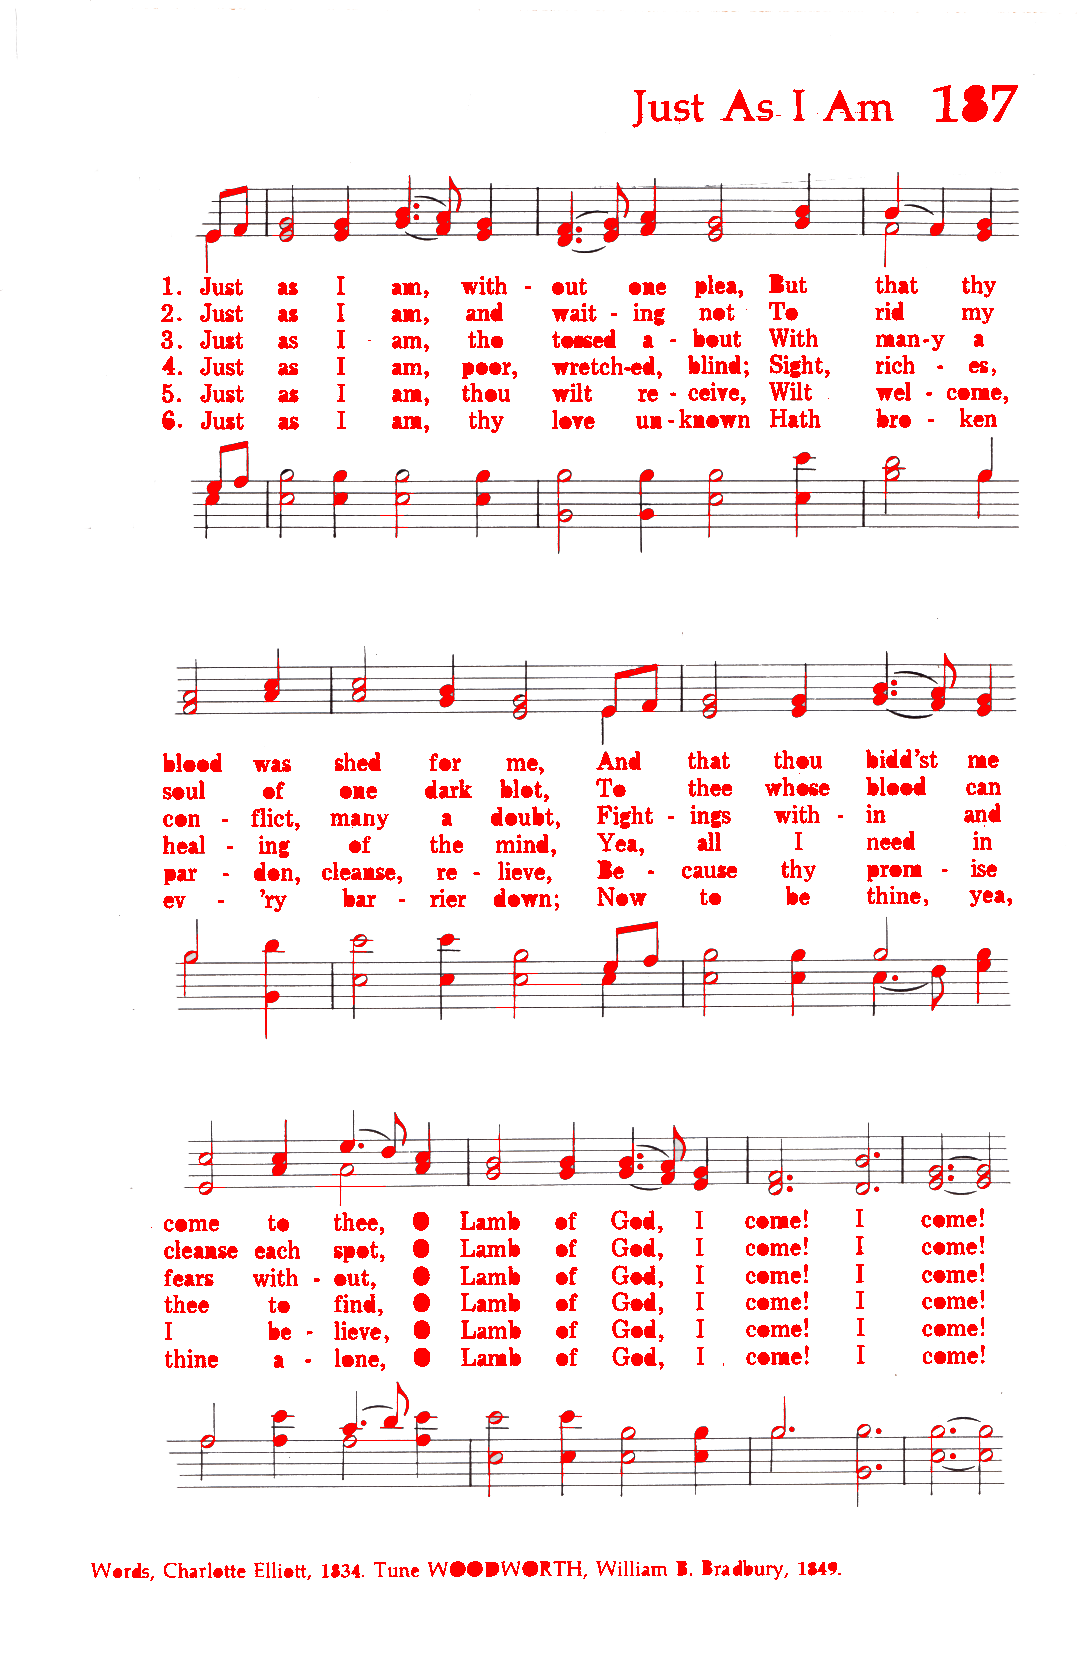 Just As I Am 187
1. Just as I am, with - out one plea, But that thy
2. Just as I am, and wait - ing not To rid my
3. Just as I am, tho tossed a - bout With man-y a
4. Just as I am, poor, wretch-ed, blind; Sight, rich - es,
5. Just as I am, thou wilt re - ceive, Wilt wel - come,
6. Just as I am, thy love un - known Hath bro - ken
blood was shed for me, And that thou bidd'st me
soul of one dark blot, To thee whose blood can
con - flict, many a doubt, Fight - ings with - in and
heal - ing of the mind, Yea, all I need in
par - don, cleanse, re - lieve, Be - cause thy prom - ise
ev - 'ry bar - rier down; Now to be thine, yea,
come to thee, O Lamb of God, I come! I come!
cleanse each spot, O Lamb of God, I come! I come!
fears with - out, O Lamb of God, I come! I come!
thee to find, O Lamb of God, I come! I come!
I be - lieve, O Lamb of God, I come! I come!
thine a - lone, O Lamb of God, I come! I come!
Words, Charlotte Elliott, 1834. Tune WOODWORTH, William B. Bradbury, 1849.